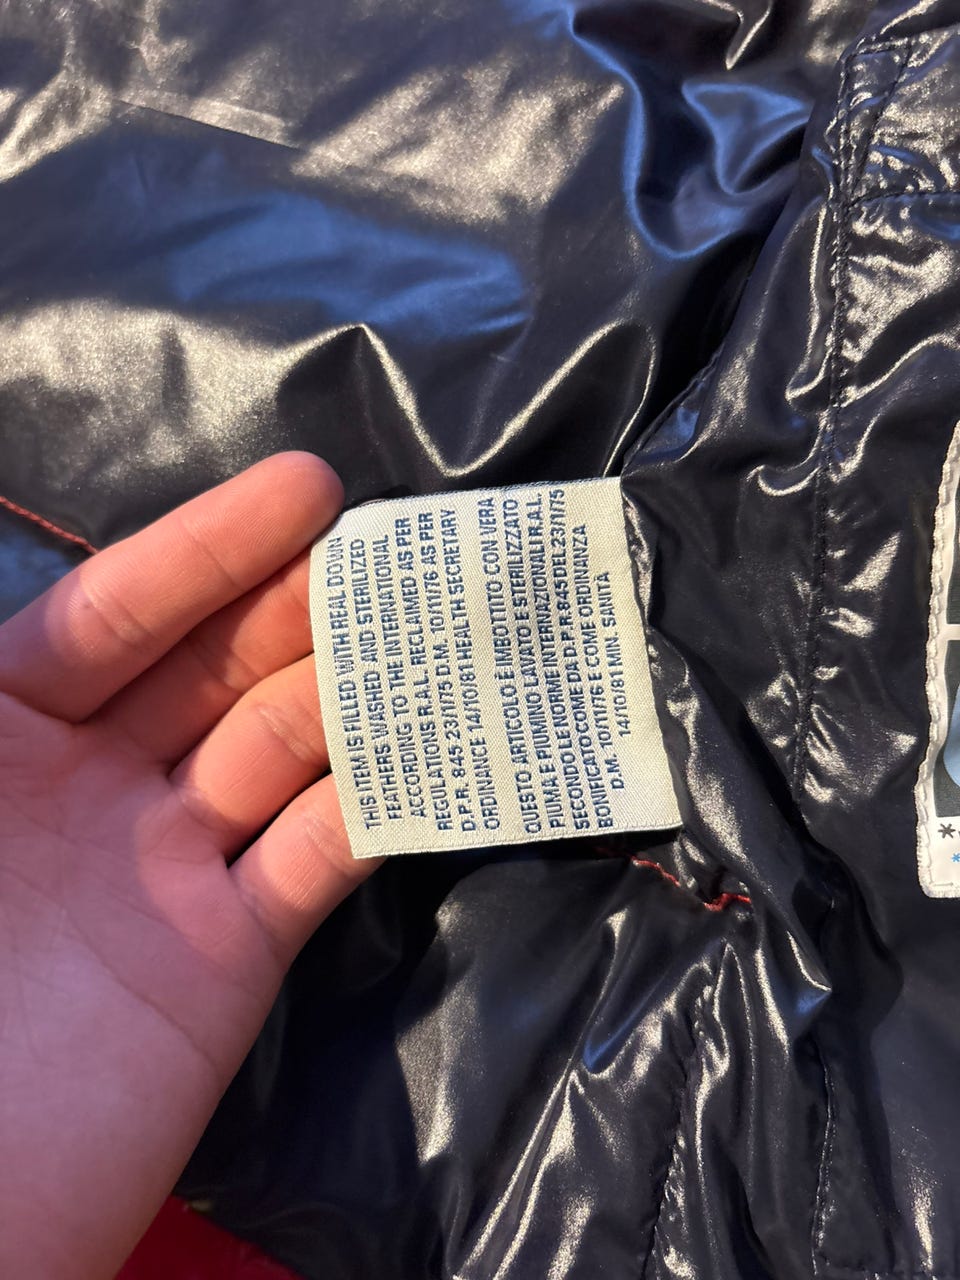 THIS ITEM IS FILLED WITH REAL DOWN
FEATHERS WASHED AND STERILIZED
ACCORDING TO THE INTERNATIONAL
ACCORD. R.A.L. RECLAIMED AS PER
REGULATIONS D.M. 10/11/76 AS PER
D.P.R. 845 23/1/75
ORDINANCE 14/10/81 HEALTH SECRETARY
QUESTO ARTICOLO É IMBOTTITO CON VERA
PIUMA E PIUMINO LAVATO E STERILIZZATO
SECONDO LE NORME INTERNAZIONALI R.A.L.
BONIFICATO COME DA D.P.R. 845 DEL 23/1/75
D.M. 10/11/76 E COME ORDINANZA
14/10/81 MIN. SANITÀ